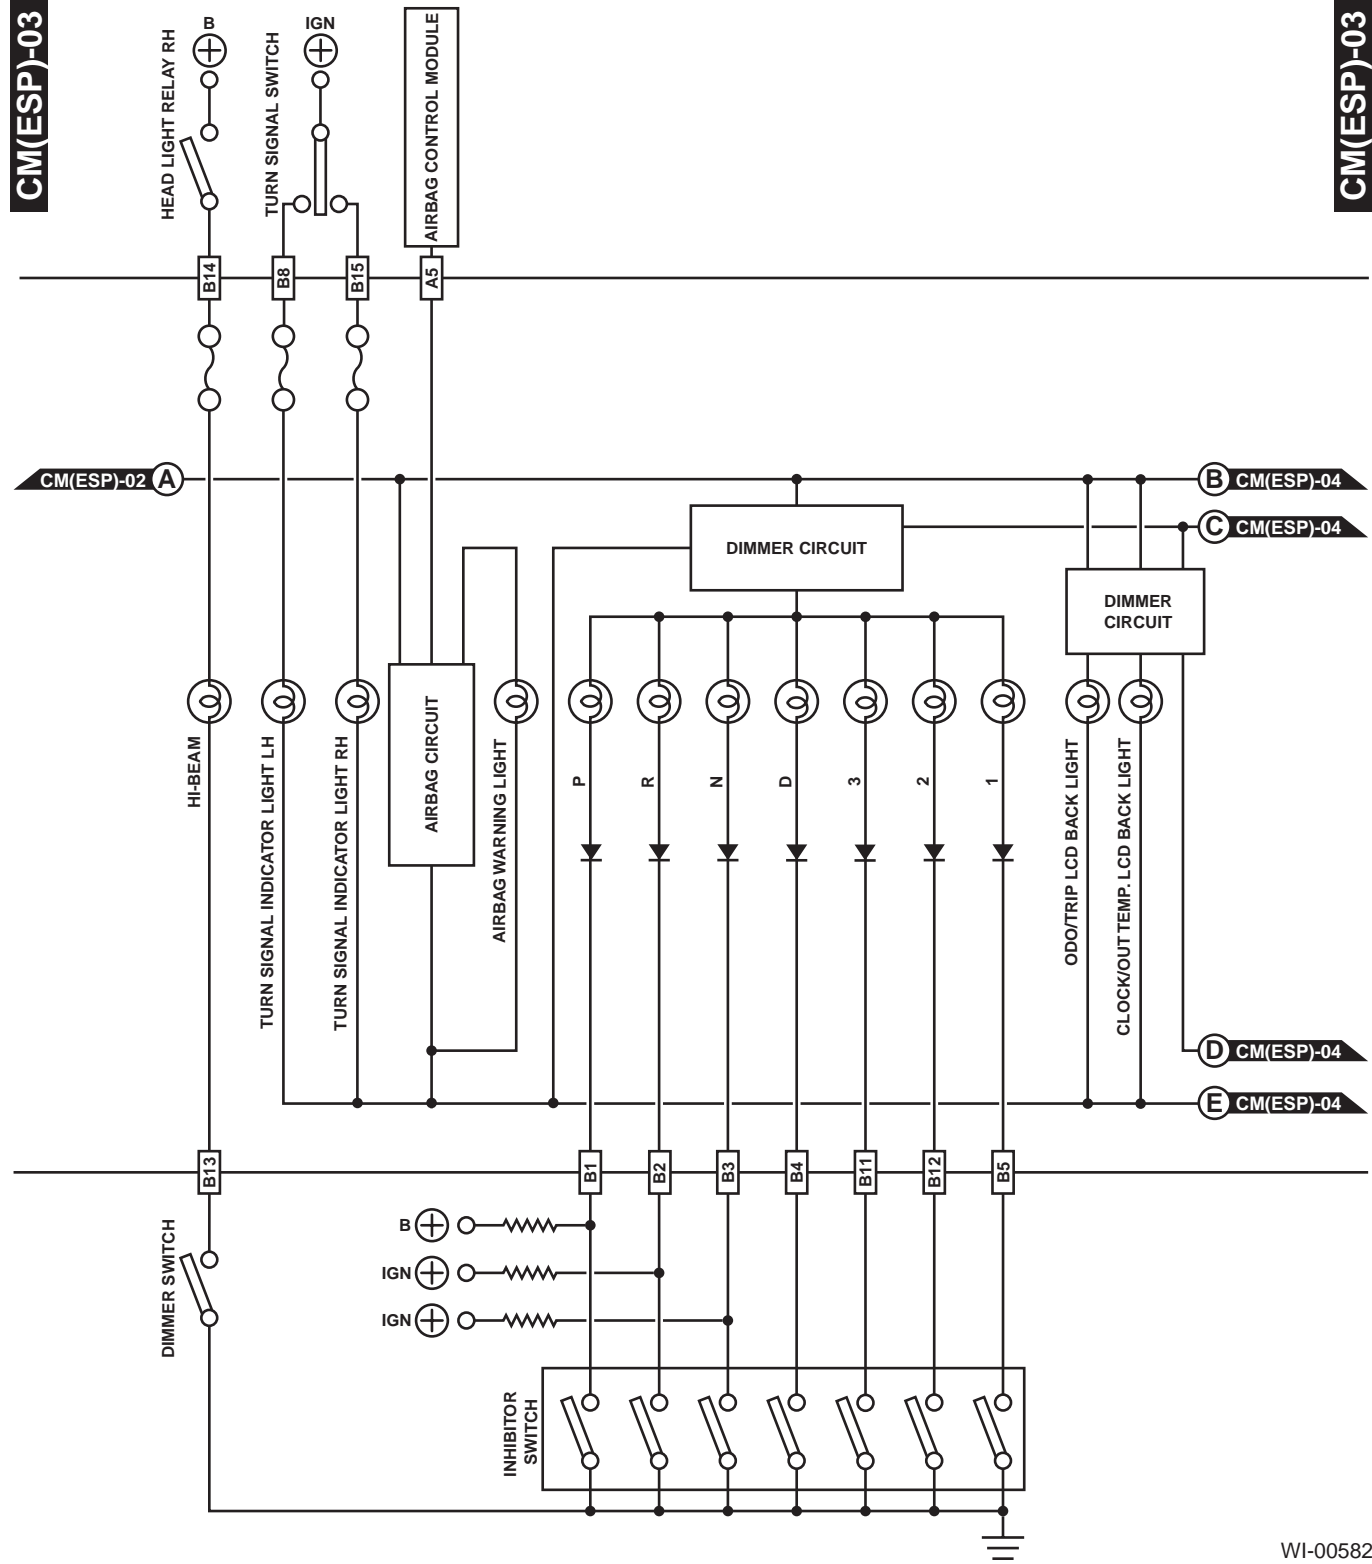 CM(ESP)-03
CM(ESP)-03
HEAD LIGHT RELAY RH
B
TURN SIGNAL SWITCH
IGN
AIRBAG CONTROL MODULE
B14
B8
B15
A5
CM(ESP)-02 A
B CM(ESP)-04
C CM(ESP)-04
DIMMER CIRCUIT
DIMMER
CIRCUIT
HI-BEAM
TURN SIGNAL INDICATOR LIGHT LH
TURN SIGNAL INDICATOR LIGHT RH
AIRBAG CIRCUIT
AIRBAG WARNING LIGHT
P
R
N
D
3
2
1
ODO/TRIP LCD BACK LIGHT
CLOCK/OUT TEMP. LCD BACK LIGHT
D CM(ESP)-04
E CM(ESP)-04
B13
B1
B2
B3
B4
B11
B12
B5
DIMMER SWITCH
B
IGN
IGN
INHIBITOR
SWITCH
WI-00582